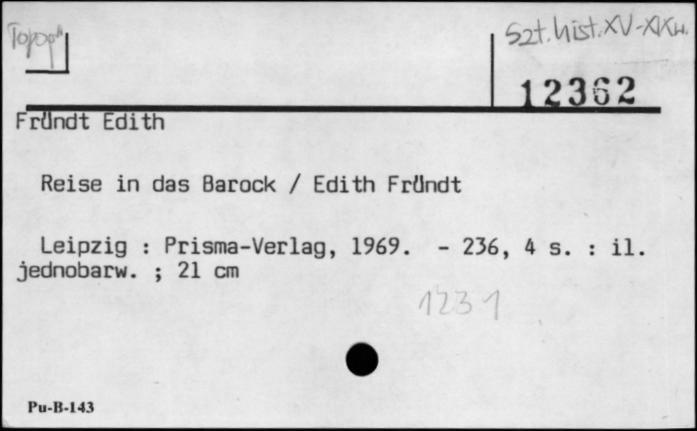 Topogr
Szt. hist. XV-XIXw.
12362
Fründt Edith
Reise in das Barock / Edith Fründt
Leipzig : Prisma-Verlag, 1969. - 236, 4 s. : il.
jednobarw. ; 21 cm
1231
Pu-B-143